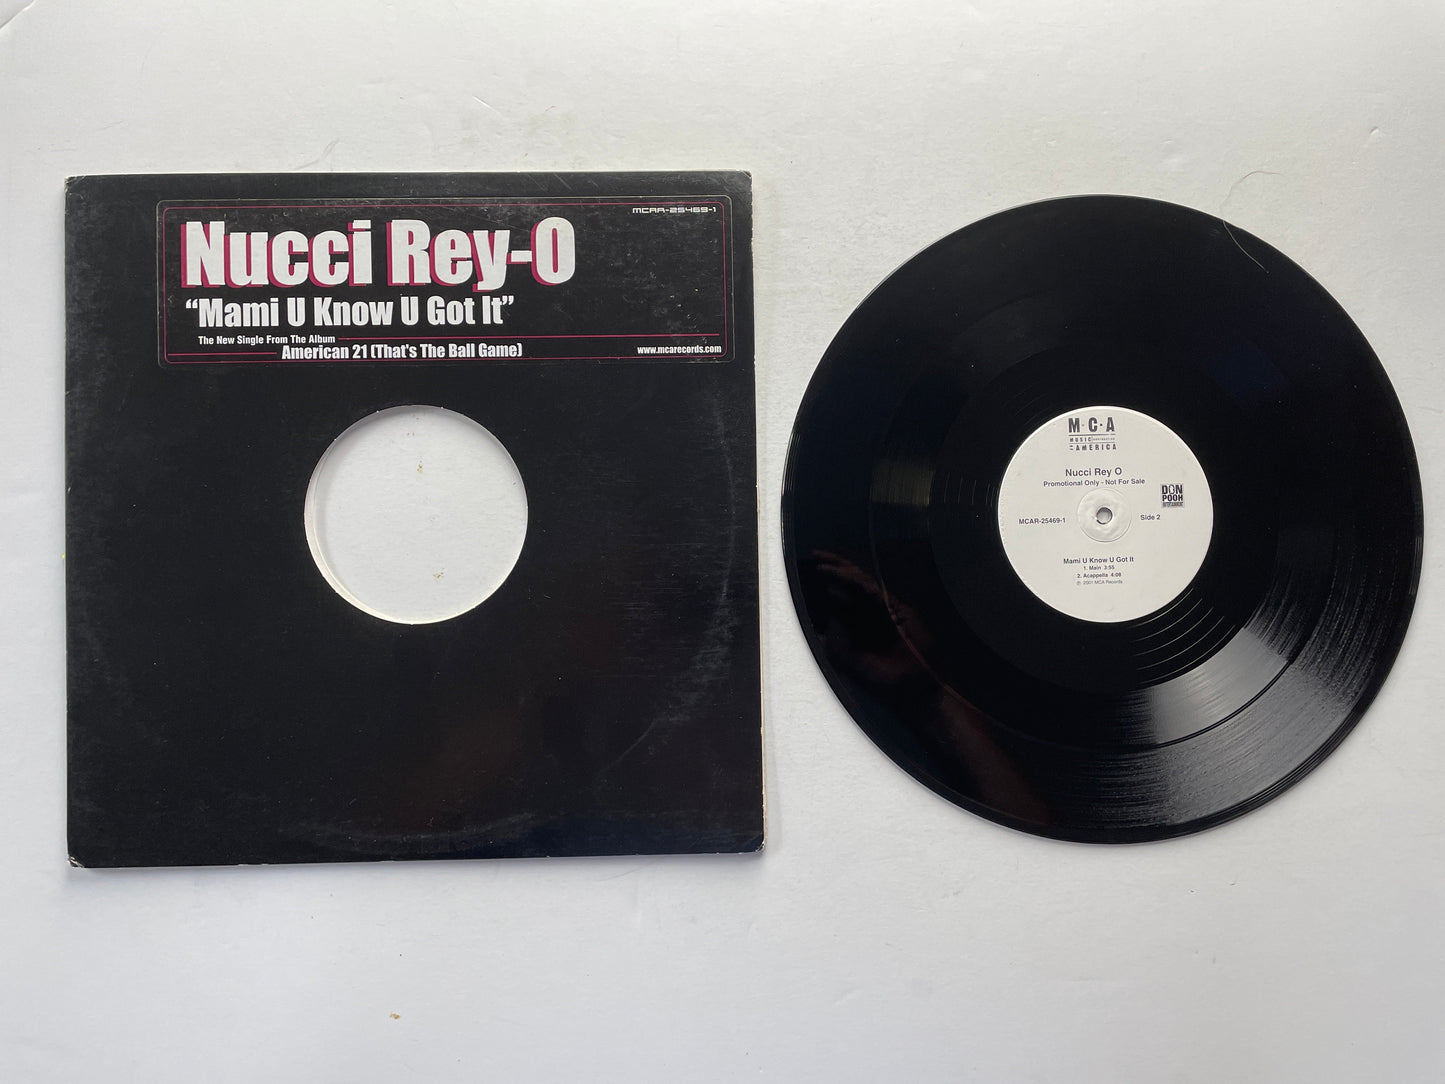 MCAR-25469-1
Nucci Rey-O
“Mami U Know U Got It”
The New Single From The Album
American 21 (That's The Ball Game)
www.mcarecords.com
M·C·A
MUSIC CORPORATION
OF AMERICA
Nucci Rey O
Promotional Only - Not For Sale
DON
POOH
ENTERTAINMENT
MCAR-25469-1
Side 2
Mami U Know U Got It
1. Main 3:55
2. Acappella 4:08
℗ 2001 MCA Records